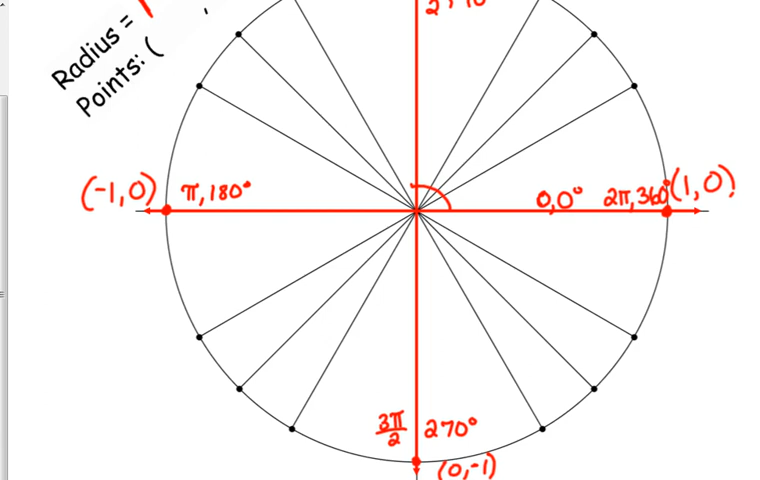 Radius =
Points: (
(-1,0) π,180°
0,0° 2π,360° (1,0)
3π/2 270°
(0,-1)